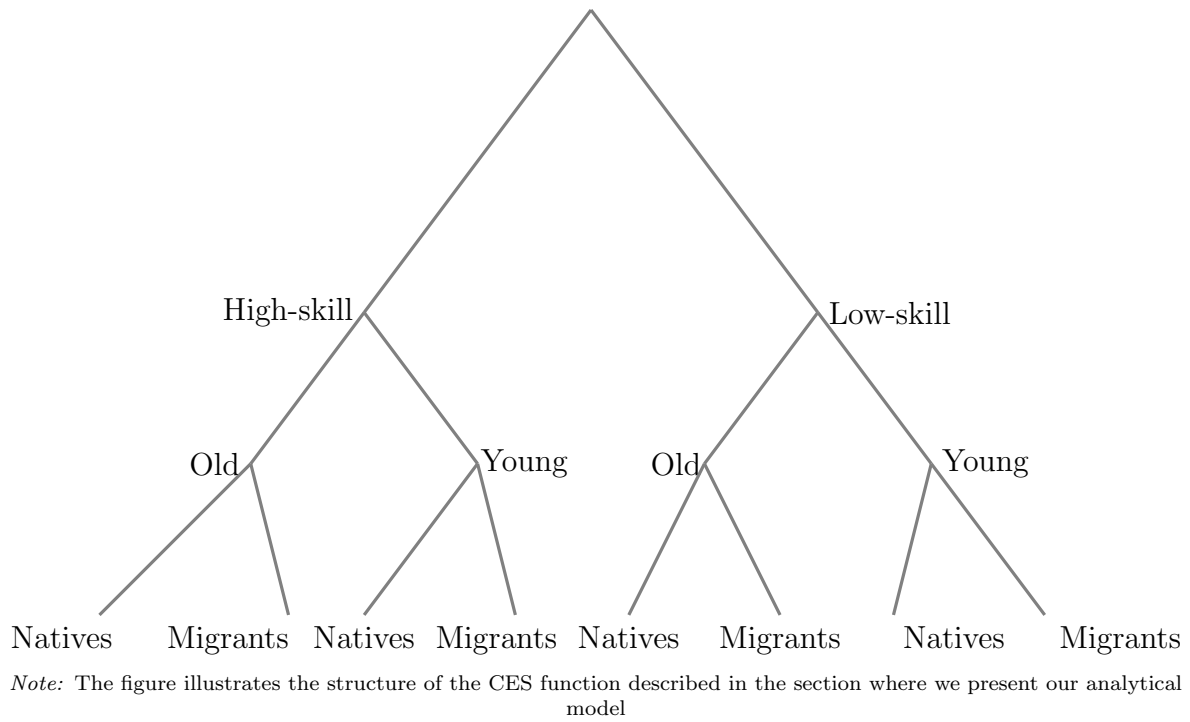 High-skill
Low-skill
Old
Young
Old
Young
Natives
Migrants
Natives
Migrants
Natives
Migrants
Natives
Migrants
Note: The figure illustrates the structure of the CES function described in the section where we present our analytical
model